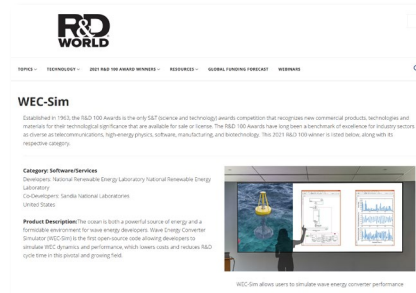 R&D
WORLD
TOPICS TECHNOLOGY 2021 R&D 100 AWARD WINNERS RESOURCES GLOBAL FUNDING FORECAST WEBINARS
WEC-Sim
Established in 1963, the R&D 100 Awards is the only S&T (science and technology) awards competition that recognizes new commercial products, technologies and
materials for their technological significance that are available for sale or license. The R&D 100 Awards have long been a benchmark of excellence for industry sectors
as diverse as telecommunications, high-energy physics, software, manufacturing, and biotechnology. This 2021 R&D 100 winner is listed below, along with its
respective category.
Category: Software/Services
Developers: National Renewable Energy Laboratory National Renewable Energy
Laboratory
Co-Developers: Sandia National Laboratories
United States
Product Description:The ocean is both a powerful source of energy and a
formidable environment for wave energy developers. Wave Energy Converter
Simulator (WEC-Sim) is the first open-source code allowing developers to
simulate WEC dynamics and performance, which lowers costs and reduces R&D
cycle time in this pivotal and growing field.
WEC-Sim allows users to simulate wave energy converter performance